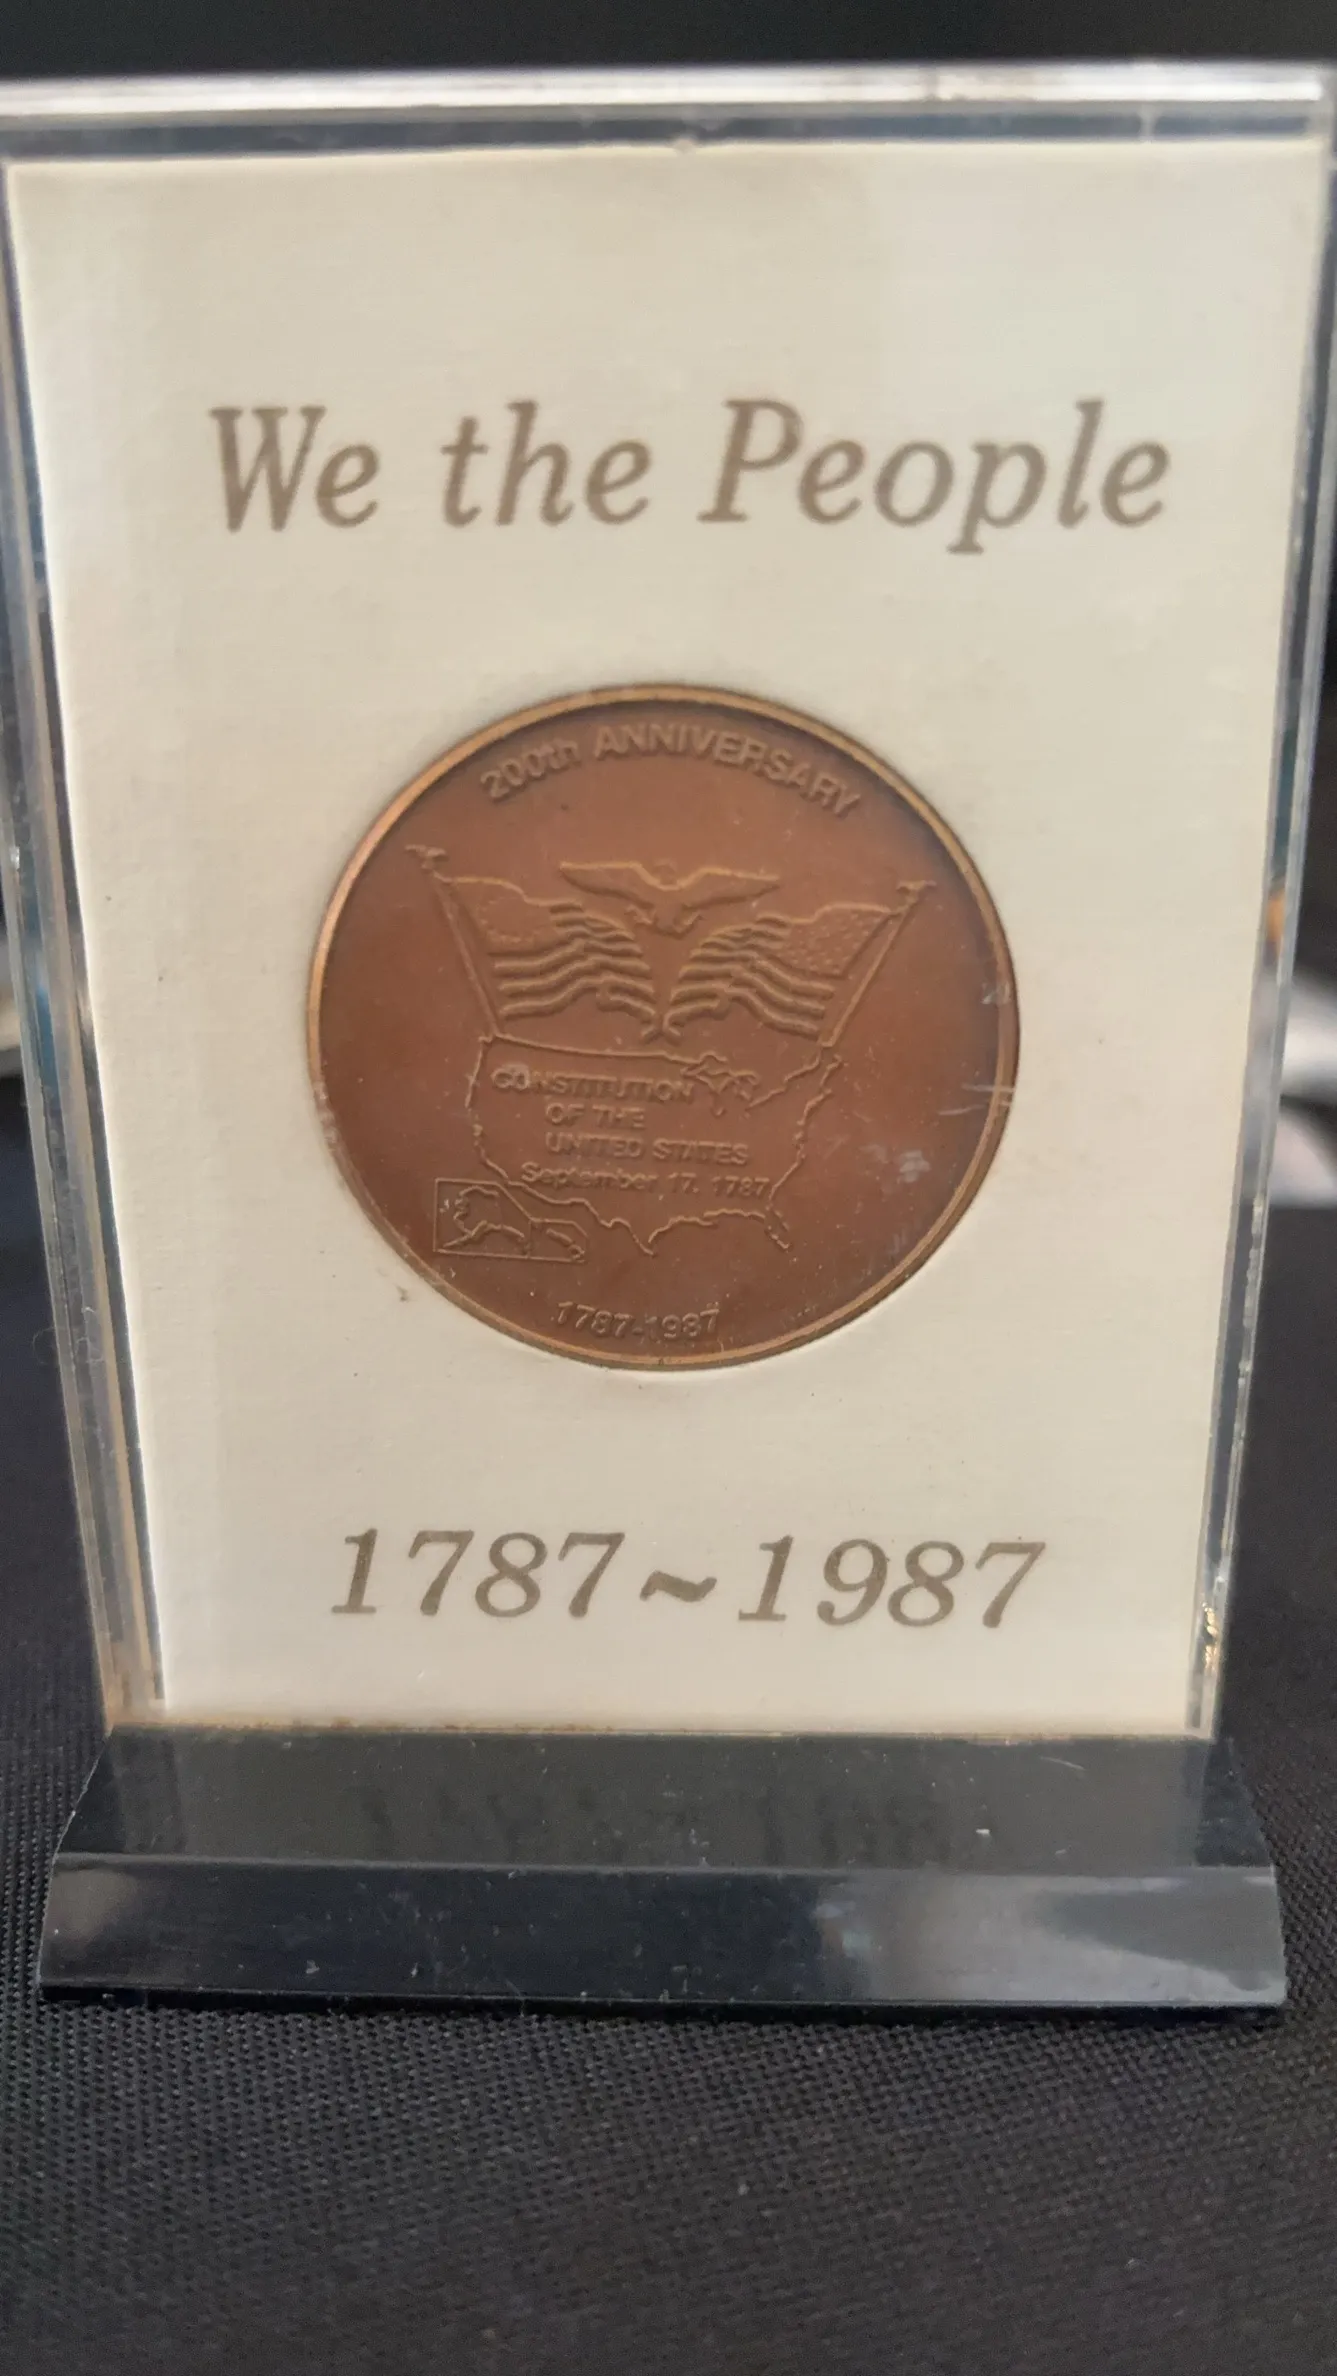 We the People
200th ANNIVERSARY
CONSTITUTION
OF THE
UNITED STATES
September 17, 1787
1787-1987
1787~1987